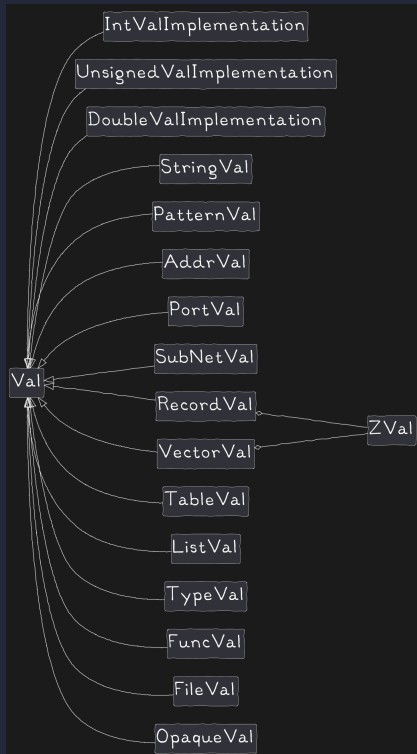 IntValImplementation
UnsignedValImplementation
DoubleValImplementation
StringVal
PatternVal
AddrVal
PortVal
SubNetVal
Val
RecordVal
ZVal
VectorVal
TableVal
ListVal
TypeVal
FuncVal
FileVal
OpaqueVal